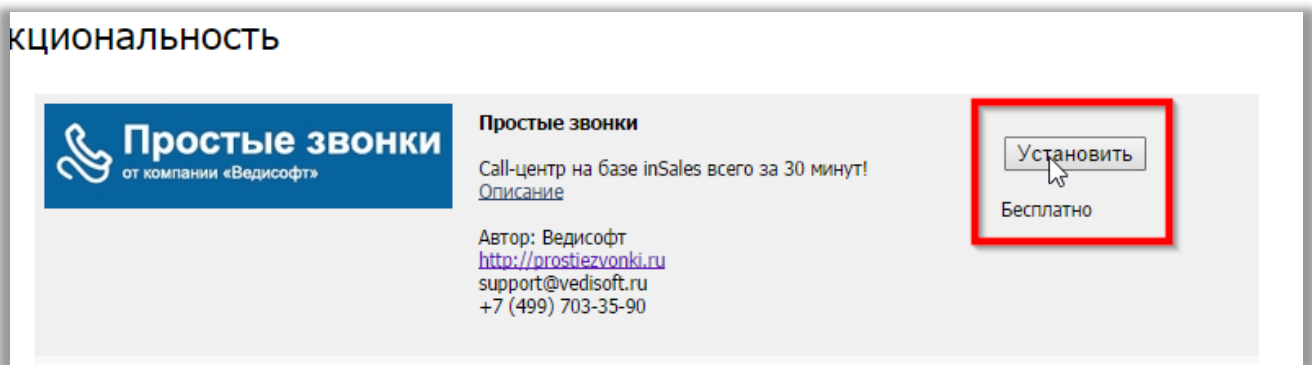 кциональность
Простые звонки
от компании «Ведисофт»
Простые звонки
Call-центр на базе inSales всего за 30 минут!
Описание
Автор: Ведисофт
http://prostiezvonki.ru
support@vedisoft.ru
+7 (499) 703-35-90
Установить
Бесплатно